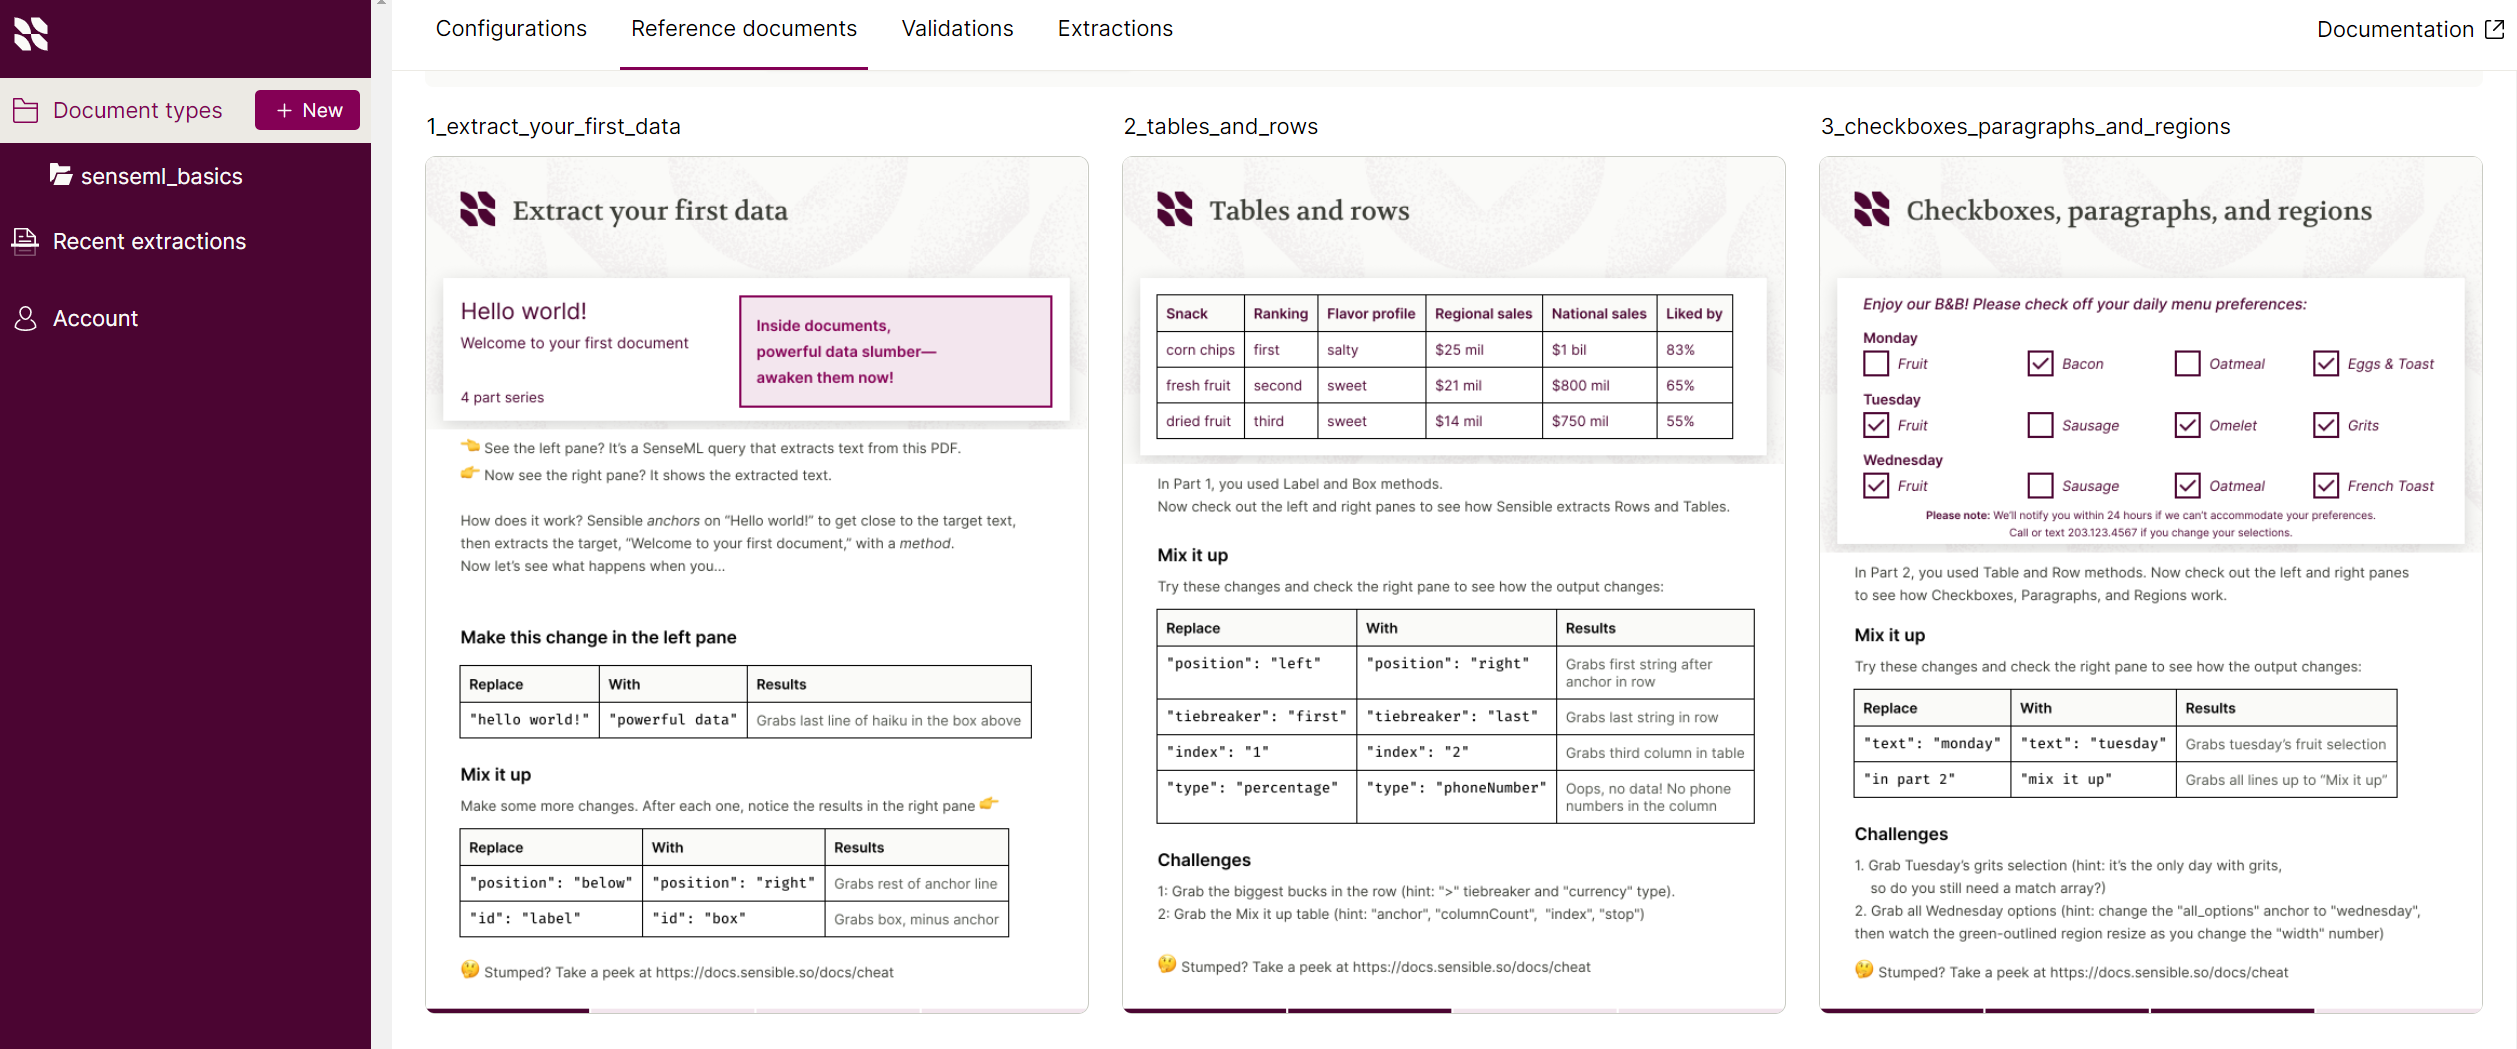 Configurations
Reference documents
Validations
Extractions
Documentation
Document types
+ New
senseml_basics
Recent extractions
Account
1_extract_your_first_data
Extract your first data
Hello world!
Welcome to your first document
4 part series
Inside documents,
powerful data slumber—
awaken them now!
👈 See the left pane? It's a SenseML query that extracts text from this PDF.
👉 Now see the right pane? It shows the extracted text.
How does it work? Sensible anchors on “Hello world!” to get close to the target text,
then extracts the target, “Welcome to your first document,” with a method.
Now let's see what happens when you...
Make this change in the left pane
Replace With Results
"hello world!" "powerful data" Grabs last line of haiku in the box above
Mix it up
Make some more changes. After each one, notice the results in the right pane 👉
Replace With Results
"position": "below" "position": "right" Grabs rest of anchor line
"id": "label" "id": "box" Grabs box, minus anchor
🤔 Stumped? Take a peek at https://docs.sensible.so/docs/cheat
2_tables_and_rows
Tables and rows
Snack Ranking Flavor profile Regional sales National sales Liked by
corn chips first salty $25 mil $1 bil 83%
fresh fruit second sweet $21 mil $800 mil 65%
dried fruit third sweet $14 mil $750 mil 55%
In Part 1, you used Label and Box methods.
Now check out the left and right panes to see how Sensible extracts Rows and Tables.
Mix it up
Try these changes and check the right pane to see how the output changes:
Replace With Results
"position": "left" "position": "right" Grabs first string after
anchor in row
"tiebreaker": "first" "tiebreaker": "last" Grabs last string in row
"index": "1" "index": "2" Grabs third column in table
"type": "percentage" "type": "phoneNumber" Oops, no data! No phone
numbers in the column
Challenges
1: Grab the biggest bucks in the row (hint: ">" tiebreaker and "currency" type).
2: Grab the Mix it up table (hint: "anchor", "columnCount", "index", "stop")
🤔 Stumped? Take a peek at https://docs.sensible.so/docs/cheat
3_checkboxes_paragraphs_and_regions
Checkboxes, paragraphs, and regions
Enjoy our B&B! Please check off your daily menu preferences:
Monday
Fruit Bacon Oatmeal Eggs & Toast
Tuesday
Fruit Sausage Omelet Grits
Wednesday
Fruit Sausage Oatmeal French Toast
Please note: We'll notify you within 24 hours if we can't accommodate your preferences.
Call or text 203.123.4567 if you change your selections.
In Part 2, you used Table and Row methods. Now check out the left and right panes
to see how Checkboxes, Paragraphs, and Regions work.
Mix it up
Try these changes and check the right pane to see how the output changes:
Replace With Results
"text": "monday" "text": "tuesday" Grabs tuesday's fruit selection
"in part 2" "mix it up" Grabs all lines up to “Mix it up”
Challenges
1. Grab Tuesday's grits selection (hint: it's the only day with grits,
so do you still need a match array?)
2. Grab all Wednesday options (hint: change the "all_options" anchor to "wednesday",
then watch the green-outlined region resize as you change the "width" number)
🤔 Stumped? Take a peek at https://docs.sensible.so/docs/cheat